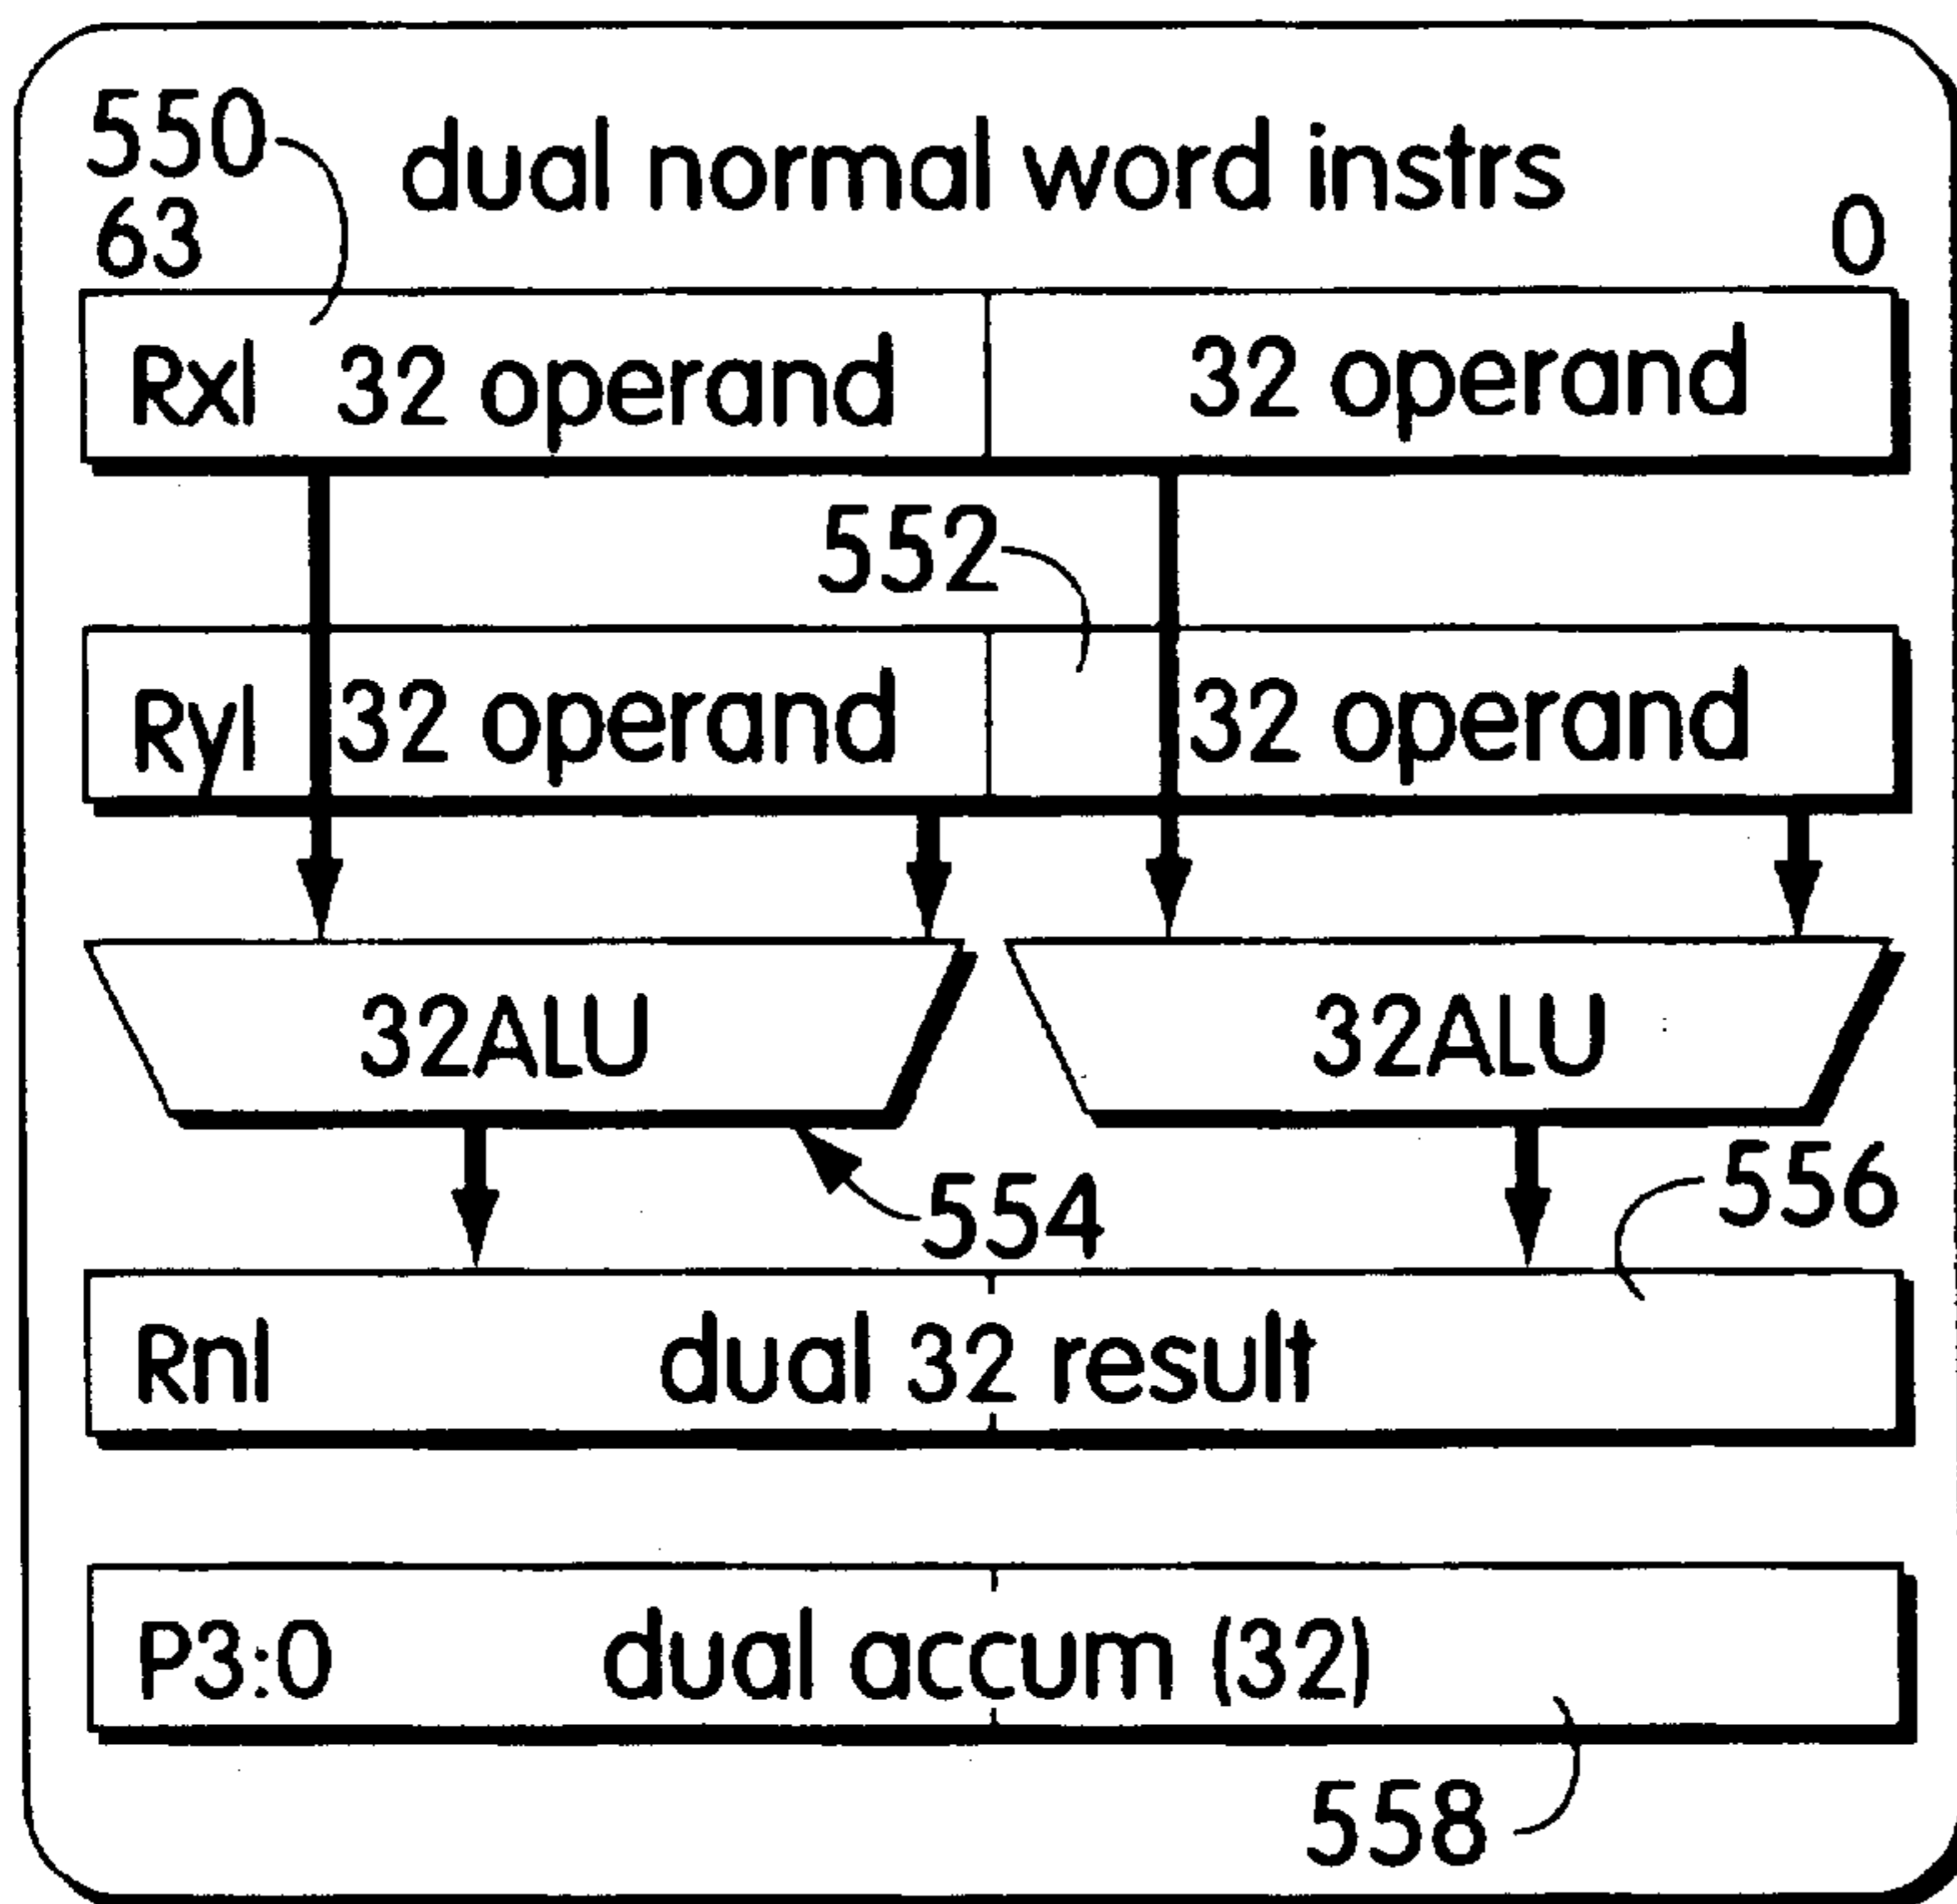 550 dual normal word instrs
63 0
Rxl 32 operand 32 operand
552
Ryl 32 operand 32 operand
32ALU 32ALU
554 556
Rnl dual 32 result
P3:0 dual accum (32)
558